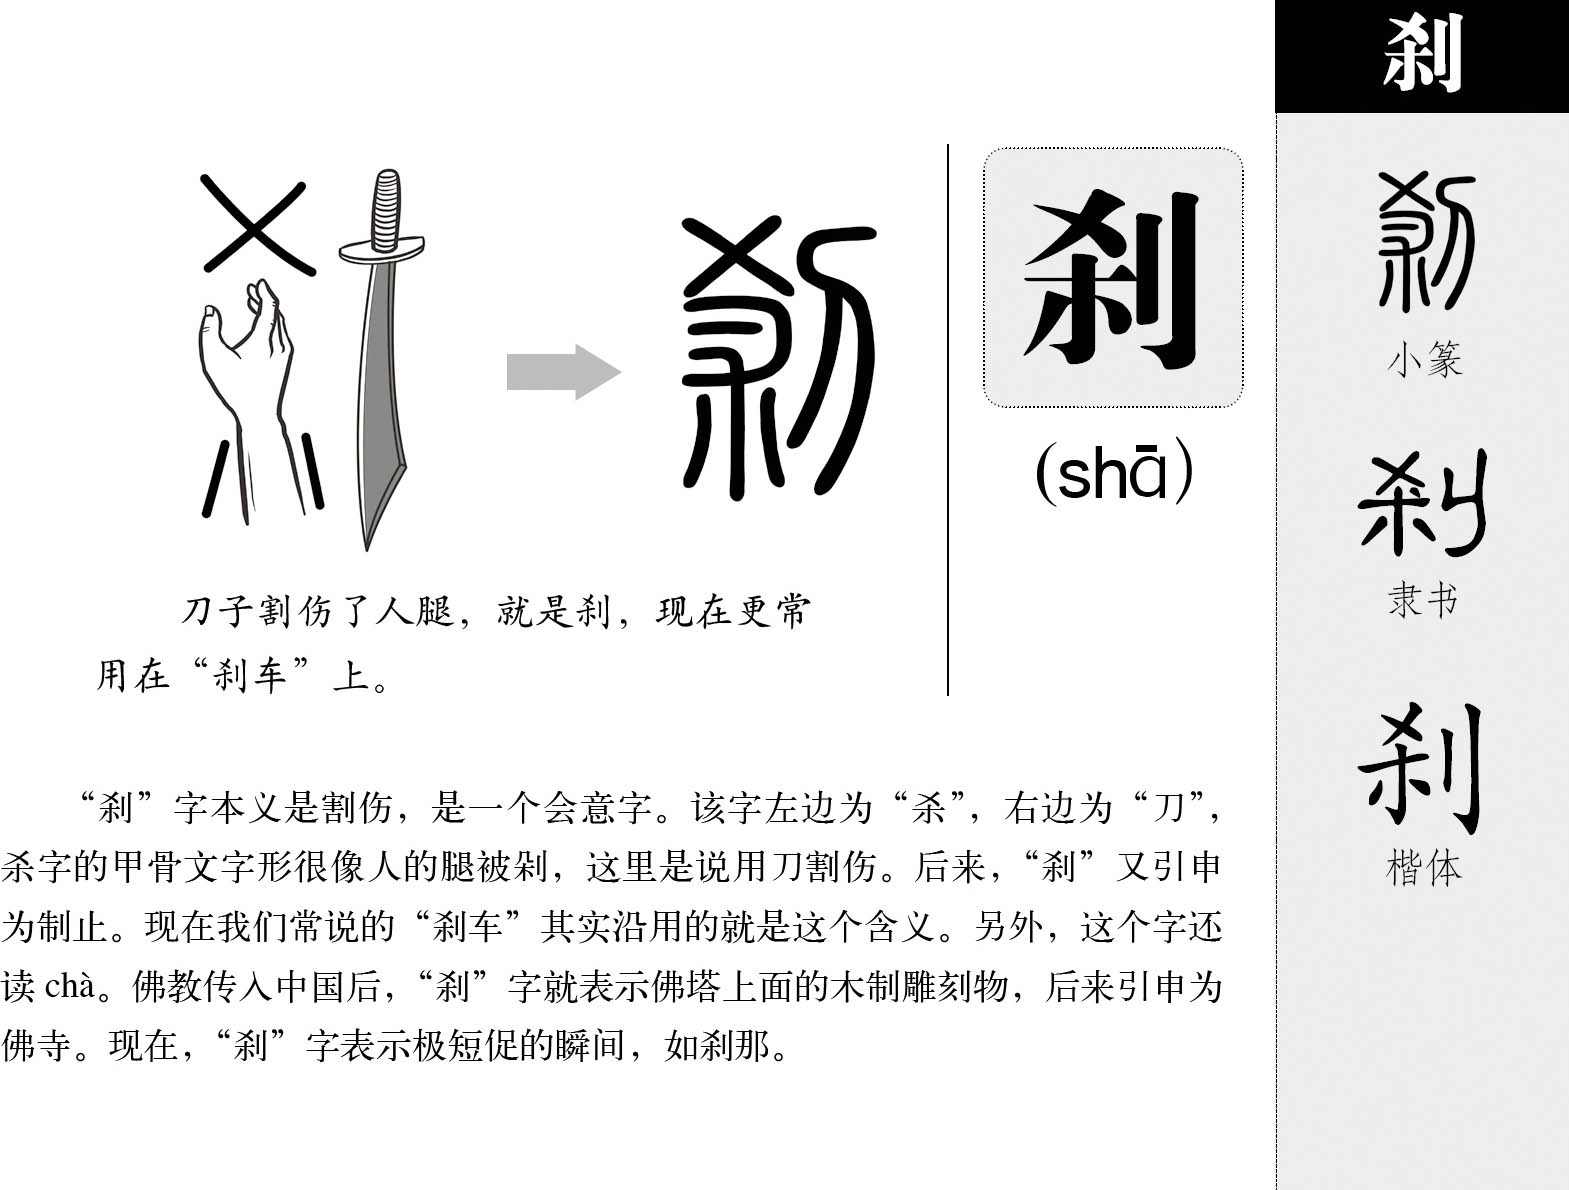 刹
刹
(shā)
刀子割伤了人腿，就是刹，现在更常
用在“刹车”上。
“刹”字本义是割伤，是一个会意字。该字左边为“杀”，右边为“刀”，
杀字的甲骨文字形很像人的腿被剁，这里是说用刀割伤。后来，“刹”又引申
为制止。现在我们常说的“刹车”其实沿用的就是这个含义。另外，这个字还
读 chà。佛教传入中国后，“刹”字就表示佛塔上面的木制雕刻物，后来引申为
佛寺。现在，“刹”字表示极短促的瞬间，如刹那。
刹
小篆
刹
隶书
刹
楷体